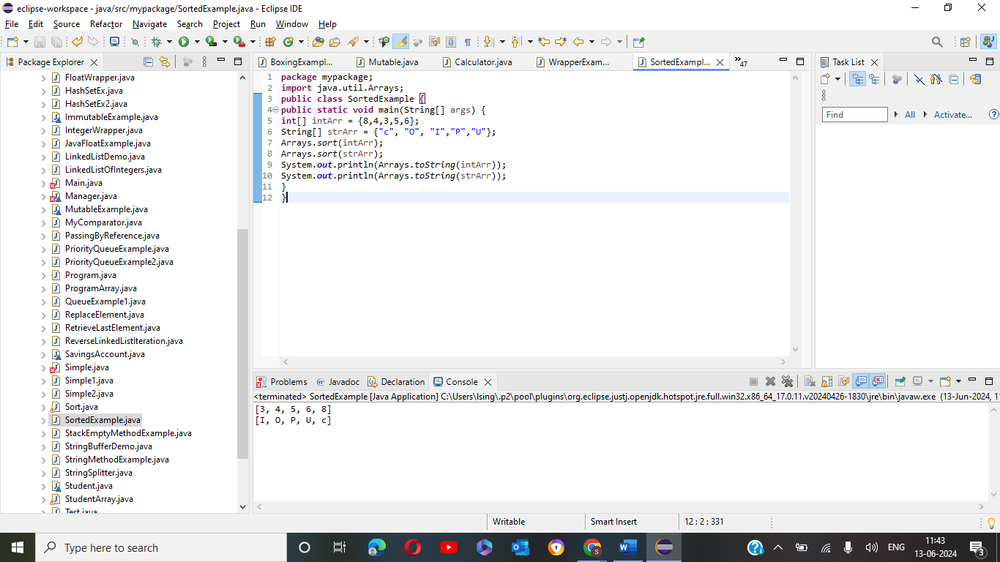 eclipse-workspace - java/src/mypackage/SortedExample.java - Eclipse IDE
File Edit Source Refactor Navigate Search Project Run Window Help
Package Explorer
FloatWrapper.java
HashSetEx.java
HashSetEx2.java
ImmutableExample.java
IntegerWrapper.java
JavaFloatExample.java
LinkedListDemo.java
LinkedListOfIntegers.java
Main.java
Manager.java
MutableExample.java
MyComparator.java
PassingByReference.java
PriorityQueueExample.java
PriorityQueueExample2.java
Program.java
ProgramArray.java
QueueExample1.java
ReplaceElement.java
RetrieveLastElement.java
ReverseLinkedListIteration.java
SavingsAccount.java
Simple.java
Simple1.java
Simple2.java
Sort.java
SortedExample.java
StackEmptyMethodExample.java
StringBufferDemo.java
StringMethodExample.java
StringSplitter.java
Student.java
StudentArray.java
Test.java
BoxingExampl... Mutable.java Calculator.java WrapperExam... SortedExampl... 47
1 package mypackage;
2 import java.util.Arrays;
3 public class SortedExample {
4 public static void main(String[] args) {
5 int[] intArr = {8,4,3,5,6};
6 String[] strArr = {"c", "O", "I","P","U"};
7 Arrays.sort(intArr);
8 Arrays.sort(strArr);
9 System.out.println(Arrays.toString(intArr));
10 System.out.println(Arrays.toString(strArr));
11 }
12 }
Task List
Find All Activate...
Problems @ Javadoc Declaration Console
<terminated> SortedExample [Java Application] C:\Users\lsing\.p2\pool\plugins\org.eclipse.justj.openjdk.hotspot.jre.full.win32.x86_64_17.0.11.v20240426-1830\jre\bin\javaw.exe (13-Jun-2024, 1
[3, 4, 5, 6, 8]
[I, O, P, U, c]
Writable Smart Insert 12 : 2 : 331
Type here to search
ENG 11:43
13-06-2024
3